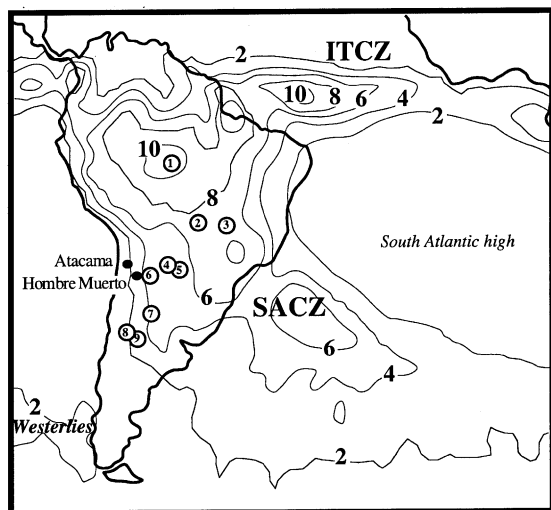 2
ITCZ
10 8 6 4
2
10
1
8
2 3
South Atlantic high
Atacama
4 5
Hombre Muerto 6
6
SACZ
7
8 9
6
4
2
Westerlies
2